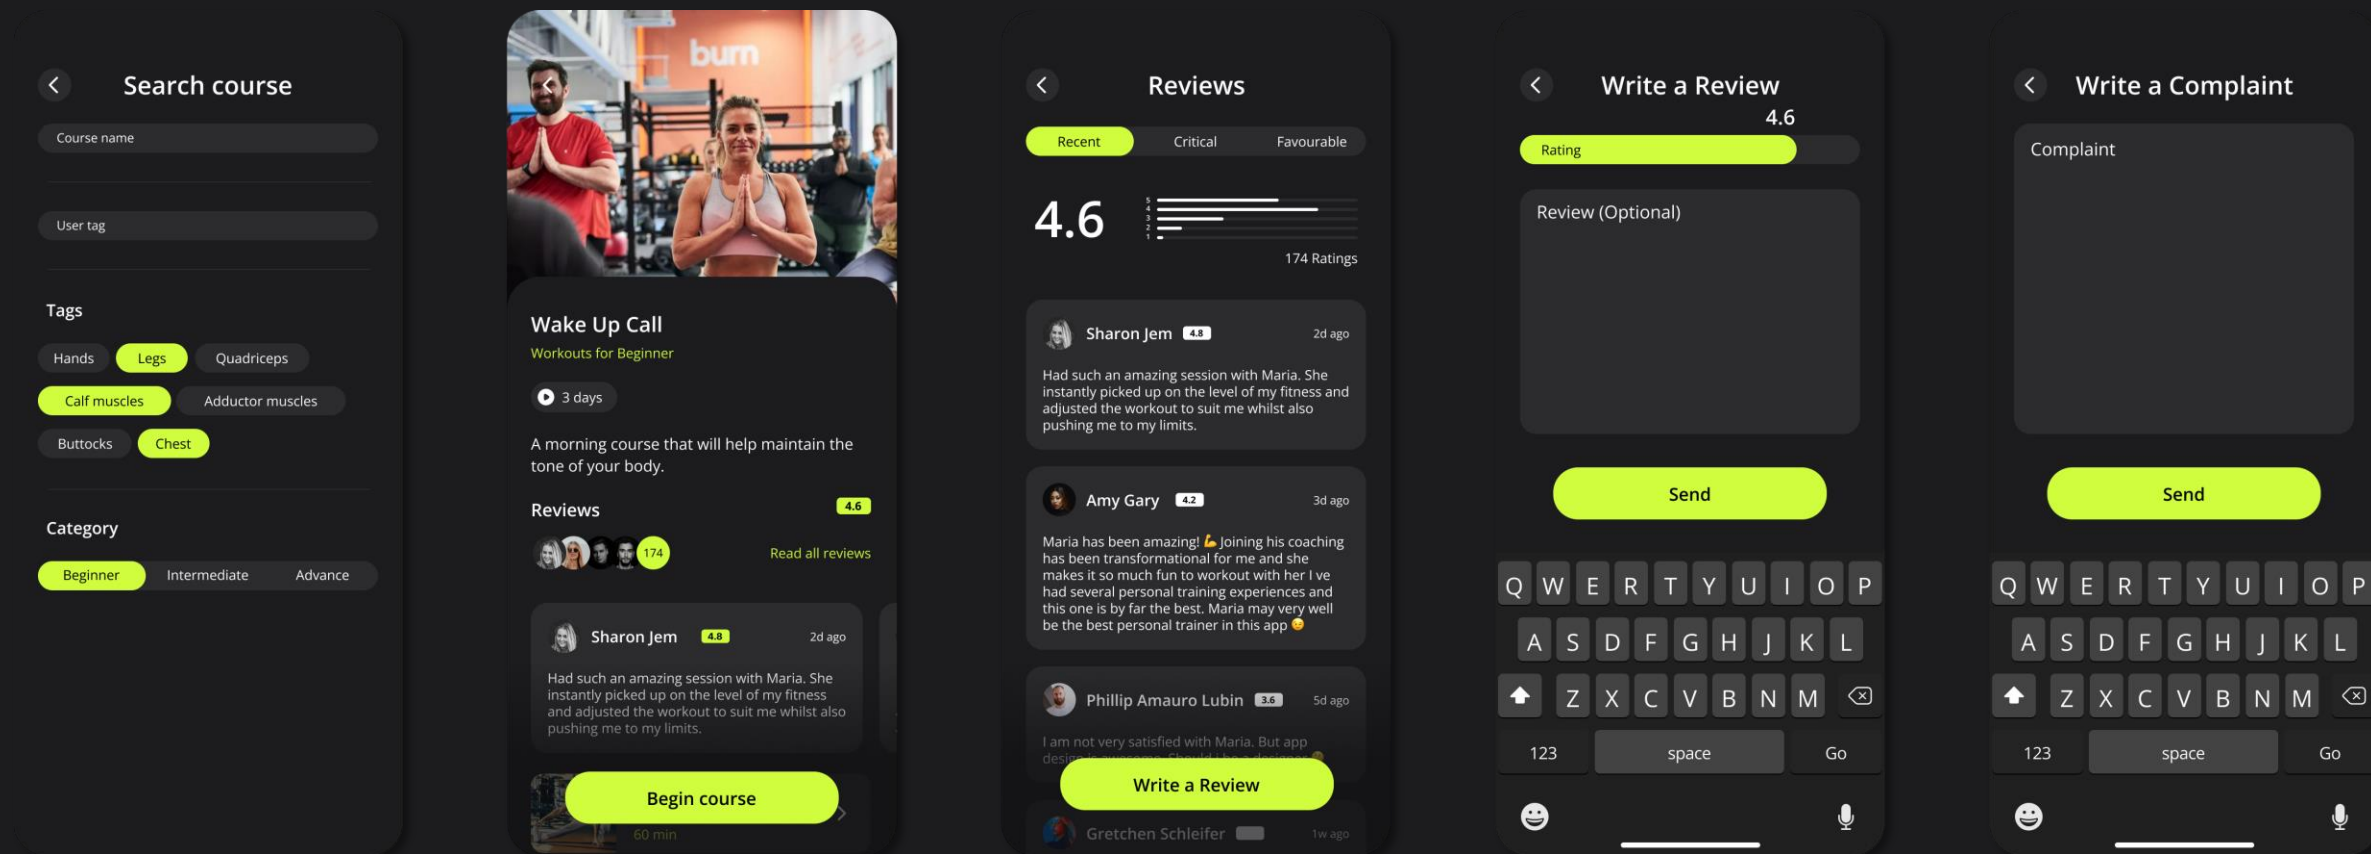 Search course
Course name
User tag
Tags
Hands
Legs
Quadriceps
Calf muscles
Adductor muscles
Buttocks
Chest
Category
Beginner
Intermediate
Advance
burn
Wake Up Call
Workouts for Beginner
3 days
A morning course that will help maintain the
tone of your body.
Reviews
4.6
174
Read all reviews
Sharon Jem
4.8
2d ago
Had such an amazing session with Maria. She
instantly picked up on the level of my fitness
and adjusted the workout to suit me whilst also
pushing me to my limits.
Begin course
60 min
Reviews
Recent
Critical
Favourable
4.6
5
4
3
2
1
174 Ratings
Sharon Jem
4.8
2d ago
Had such an amazing session with Maria. She
instantly picked up on the level of my fitness and
adjusted the workout to suit me whilst also
pushing me to my limits.
Amy Gary
4.2
3d ago
Maria has been amazing! 💪 Joining his coaching
has been transformational for me and she
makes it so much fun to workout with her I ve
had several personal training experiences and
this one is by far the best. Maria may very well
be the best personal trainer in this app 😉
Phillip Amauro Lubin
3.6
5d ago
I am not very satisfied with Maria. But app
design is awesome. Should i be a designer
Write a Review
Gretchen Schleifer
1w ago
Write a Review
4.6
Rating
Review (Optional)
Send
Q W E R T Y U I O P
A S D F G H J K L
Z X C V B N M
123
space
Go
Write a Complaint
Complaint
Send
Q W E R T Y U I O P
A S D F G H J K L
Z X C V B N M
123
space
Go